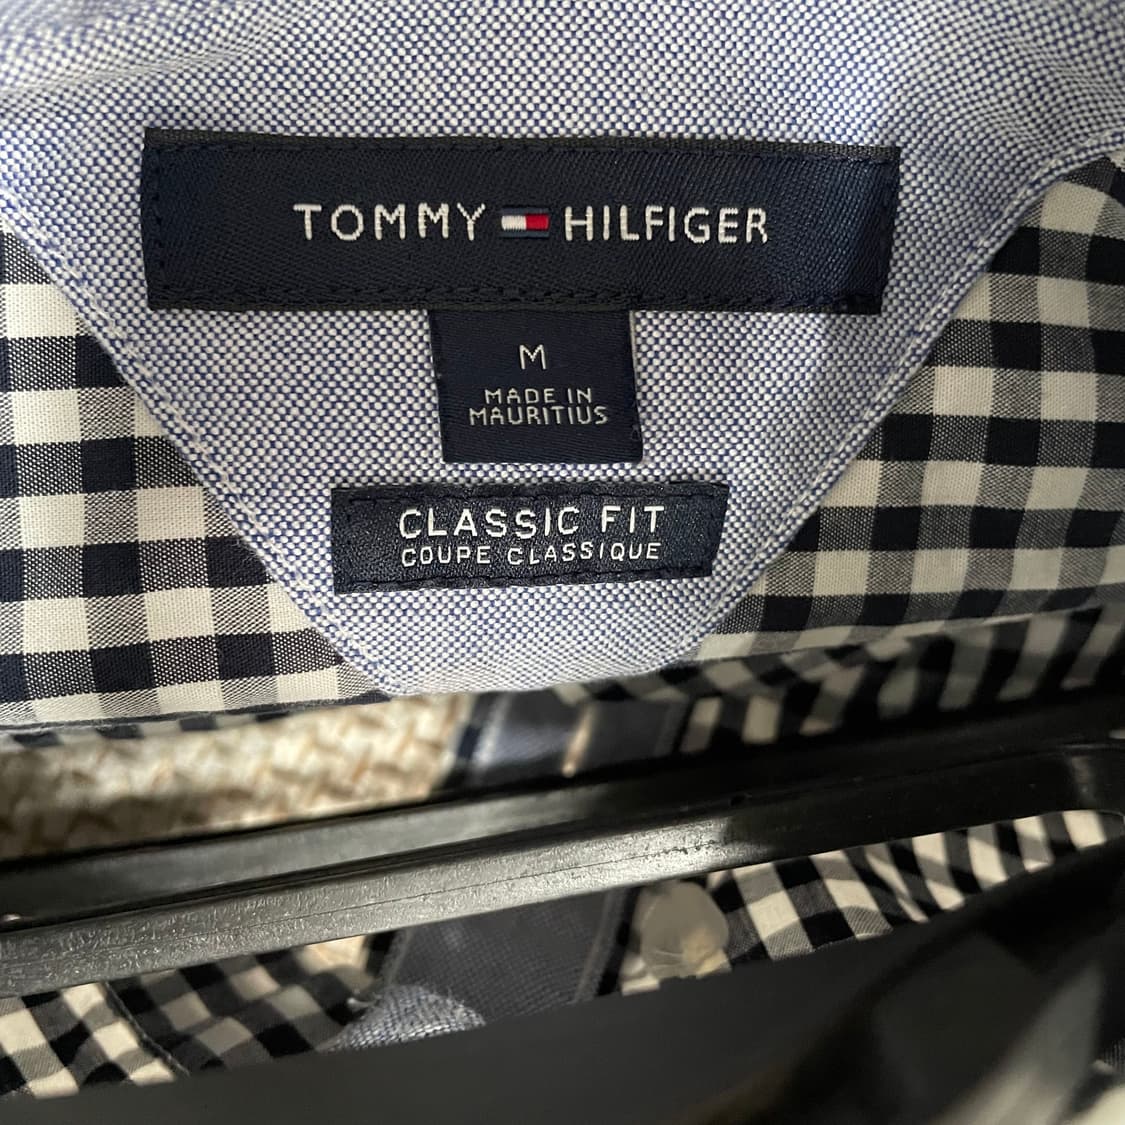 TOMMY HILFIGER
M
MADE IN
MAURITIUS
CLASSIC FIT
COUPE CLASSIQUE